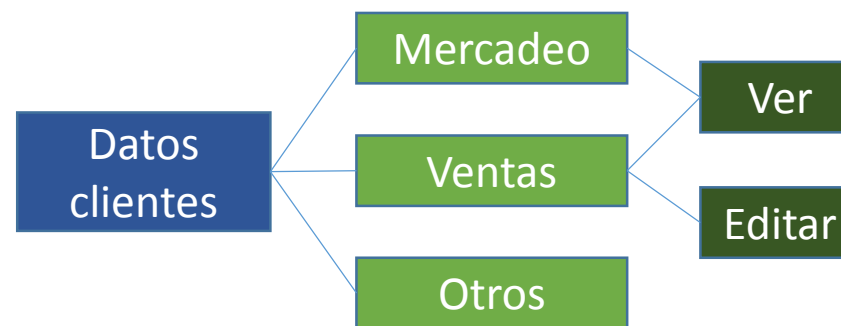 Mercadeo
Ver
Datos
clientes
Ventas
Editar
Otros